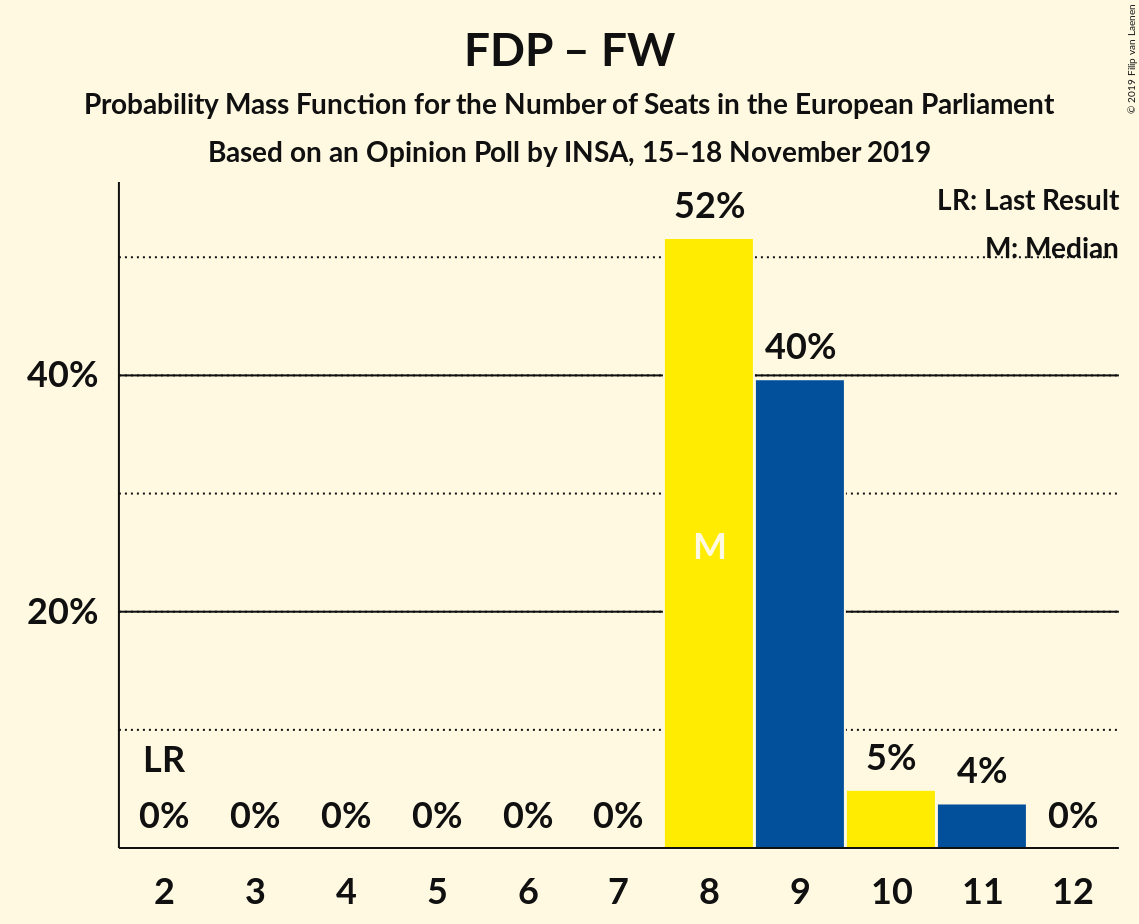 FDP – FW
Probability Mass Function for the Number of Seats in the European Parliament
Based on an Opinion Poll by INSA, 15–18 November 2019
© 2019 Filip van Laenen
LR: Last Result
M: Median
52%
40%
40%
M
20%
LR
5%
4%
0% 0% 0% 0% 0% 0% 0%
2 3 4 5 6 7 8 9 10 11 12